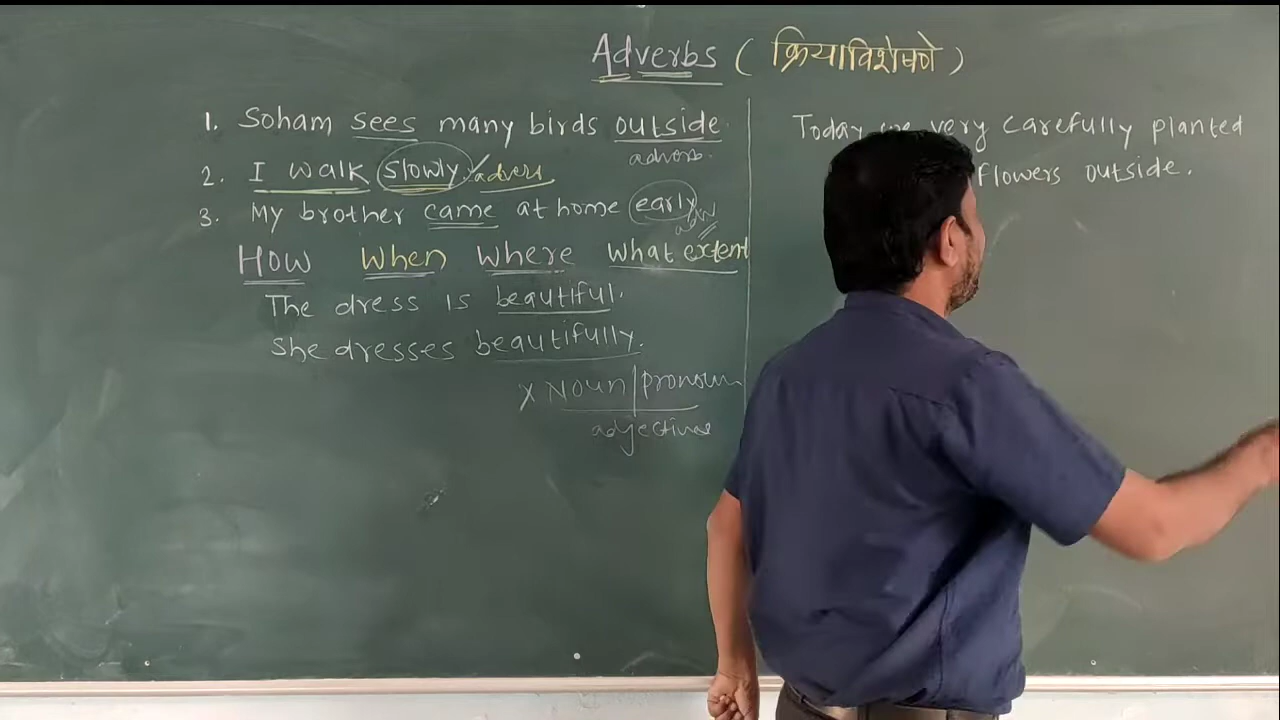 Adverbs (क्रियाविशेषणे)
1. Soham sees many birds outside.
adverb.
2. I walk slowly. adverb
3. My brother came at home early
adv
How When Where What extent
The dress is beautiful.
She dresses beautifully.
x Noun | pronoun
adjective
Today we very carefully planted
flowers outside.